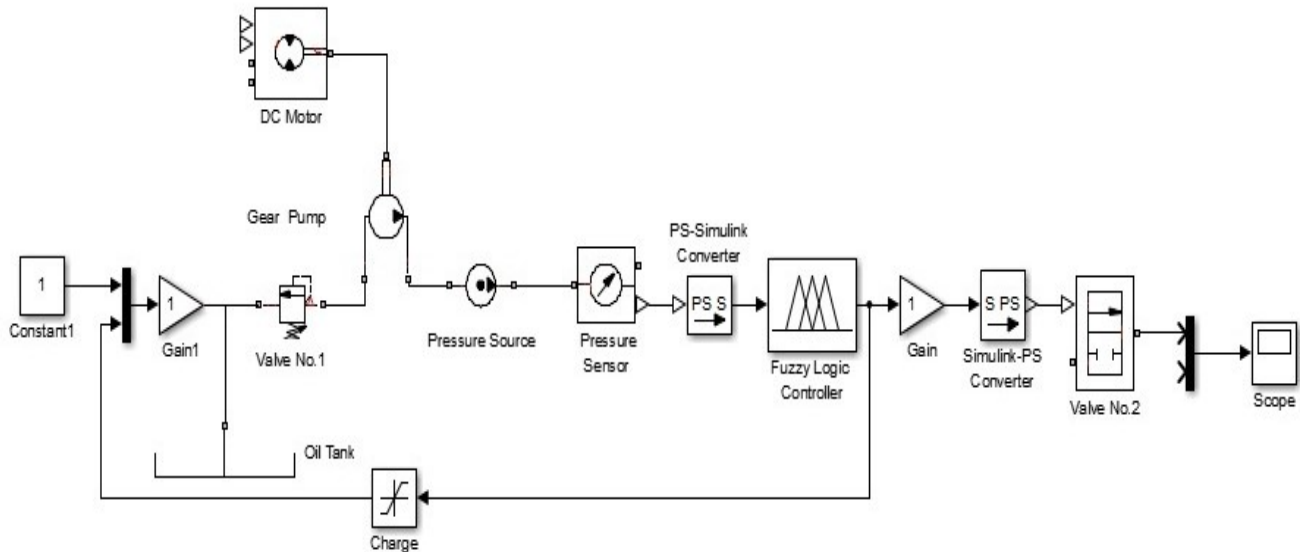 DC Motor
Gear Pump
PS-Simulink
Converter
1
Constant1
1
Gain1
Valve No.1
Pressure Source
Pressure
Sensor
PS S
Fuzzy Logic
Controller
1
Gain
S PS
Simulink-PS
Converter
Valve No.2
Scope
Oil Tank
Charge